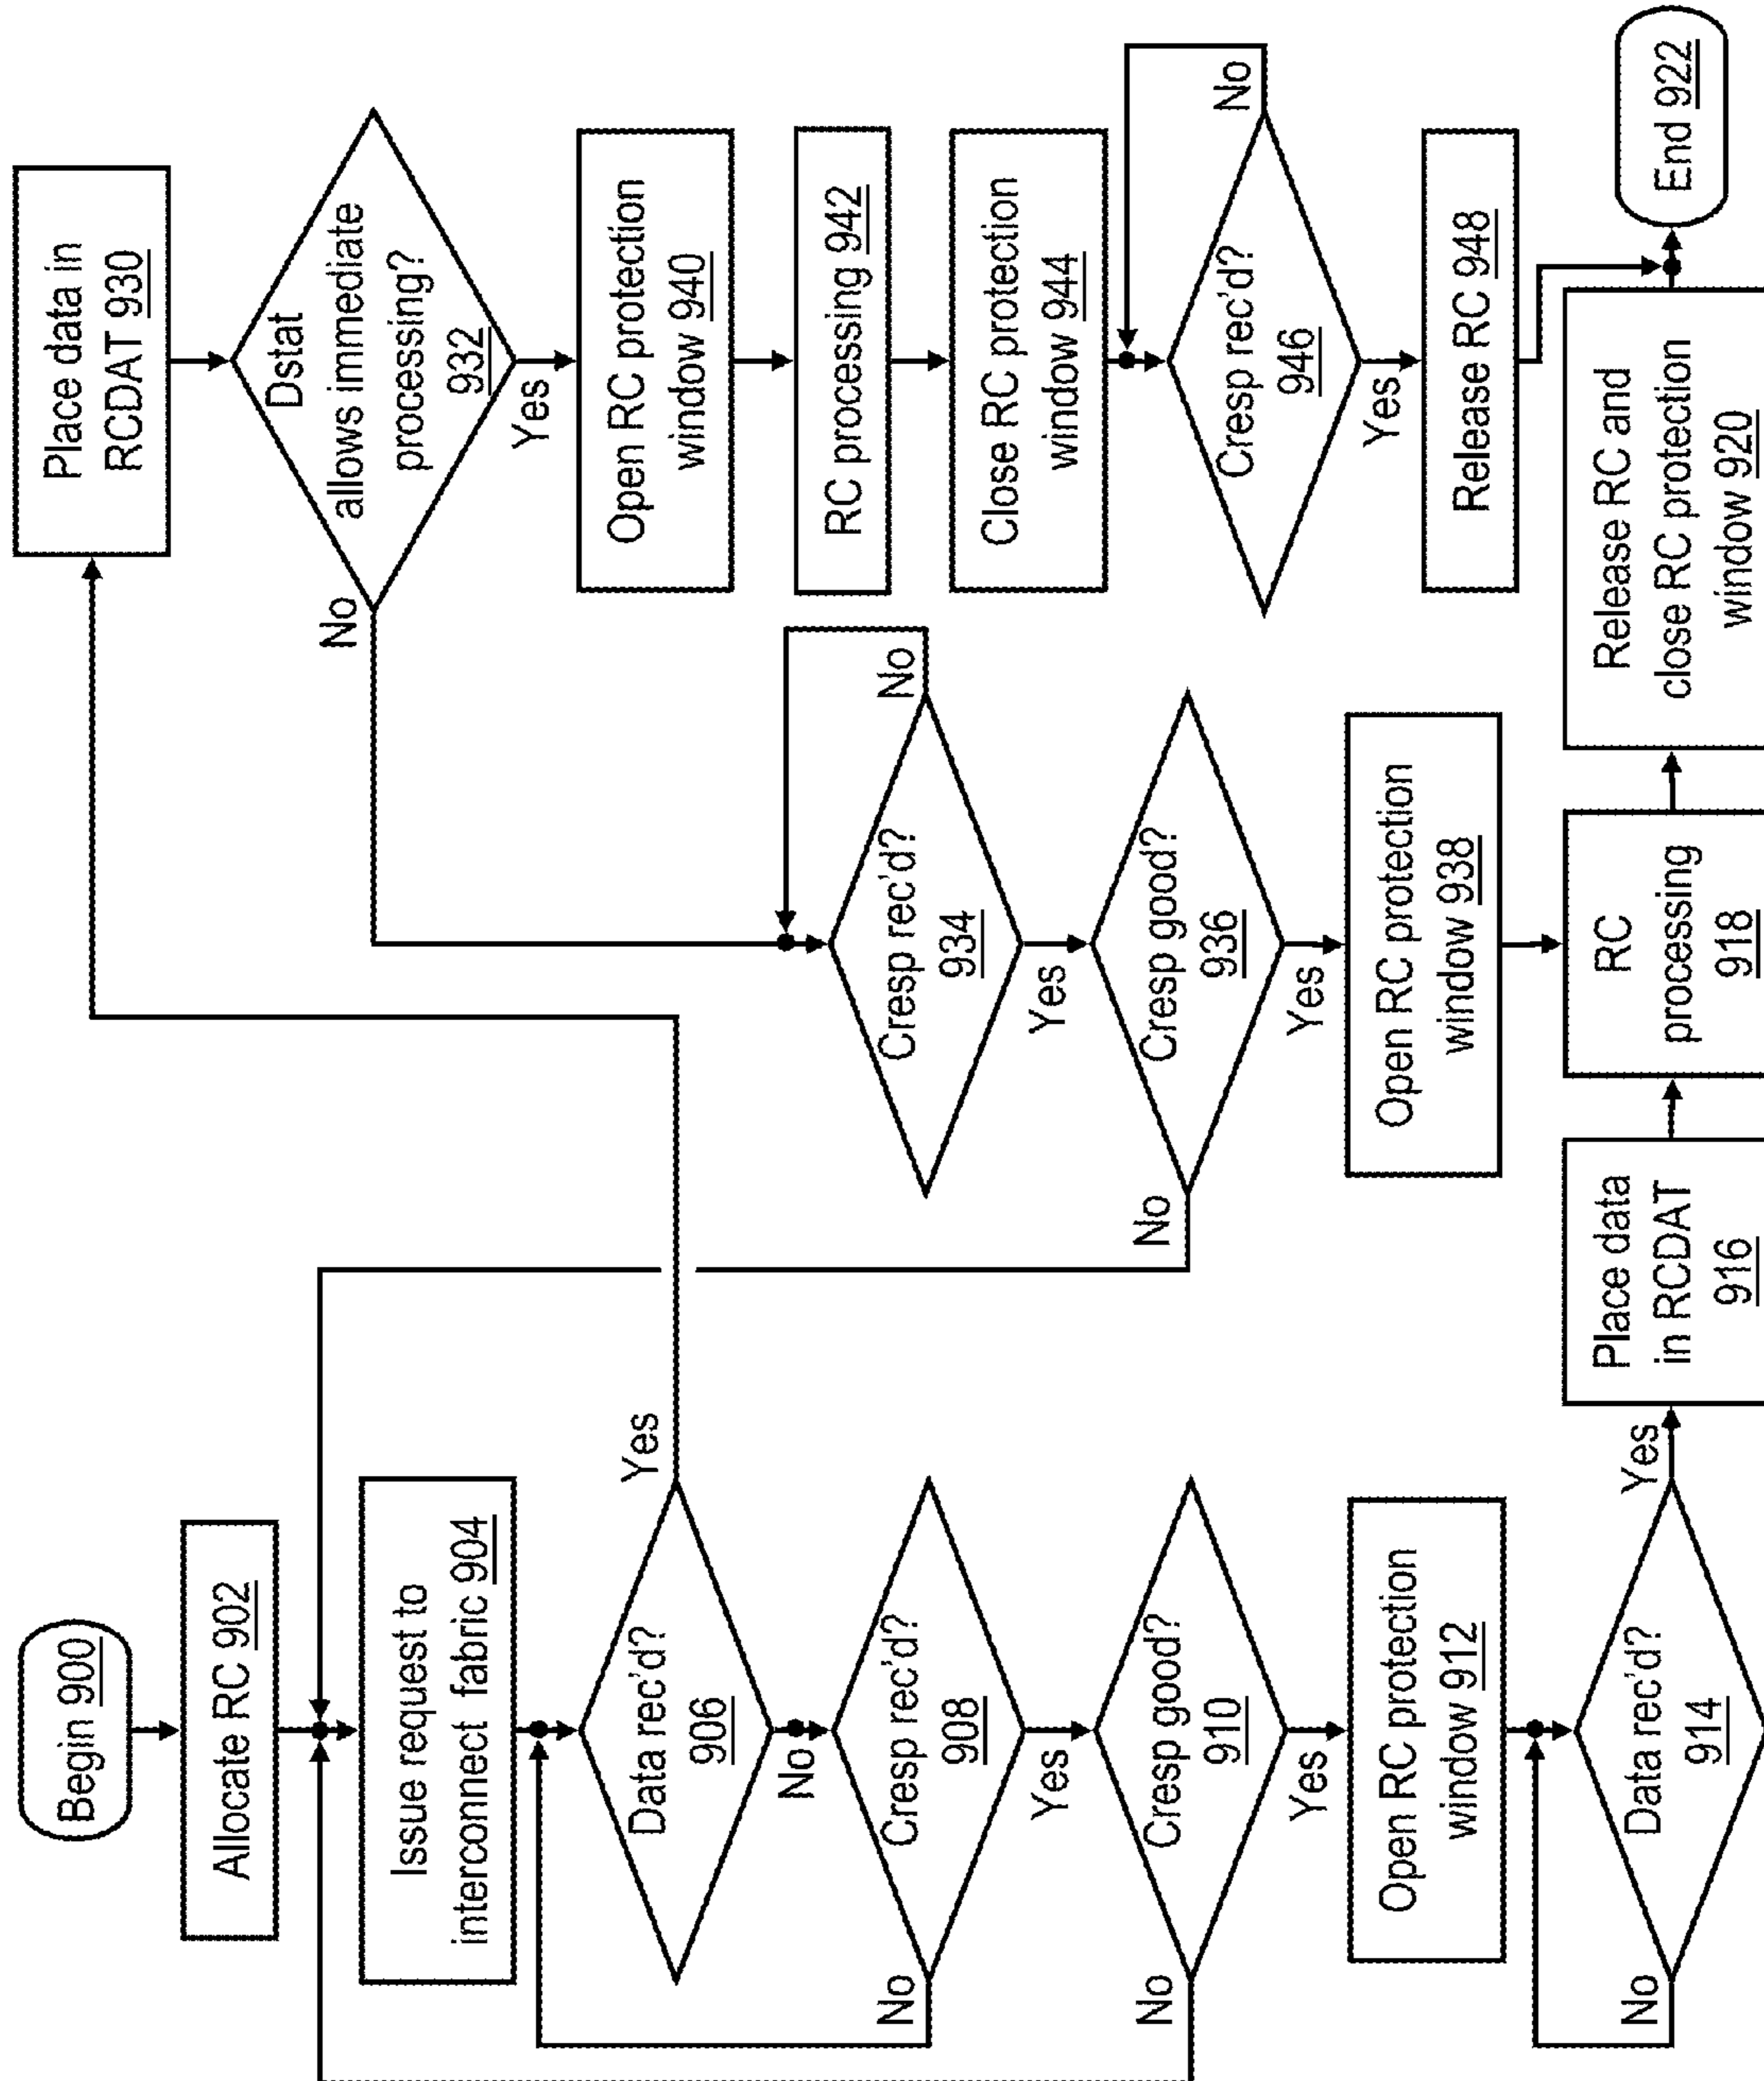 Begin 900
Allocate RC 902
Issue request to
interconnect fabric 904
Data rec'd?
906
Yes
No
Cresp rec'd?
908
No
Yes
Cresp good?
910
No
Yes
Open RC protection
window 912
Data rec'd?
914
No
Yes
Place data
in RCDAT
916
RC
processing
918
Release RC and
close RC protection
window 920
End 922
Place data in
RCDAT 930
Dstat
allows immediate
processing?
932
No
Yes
Cresp rec'd?
934
No
Yes
Cresp good?
936
No
Yes
Open RC protection
window 938
Open RC protection
window 940
RC processing 942
Close RC protection
window 944
Cresp rec'd?
946
No
Yes
Release RC 948